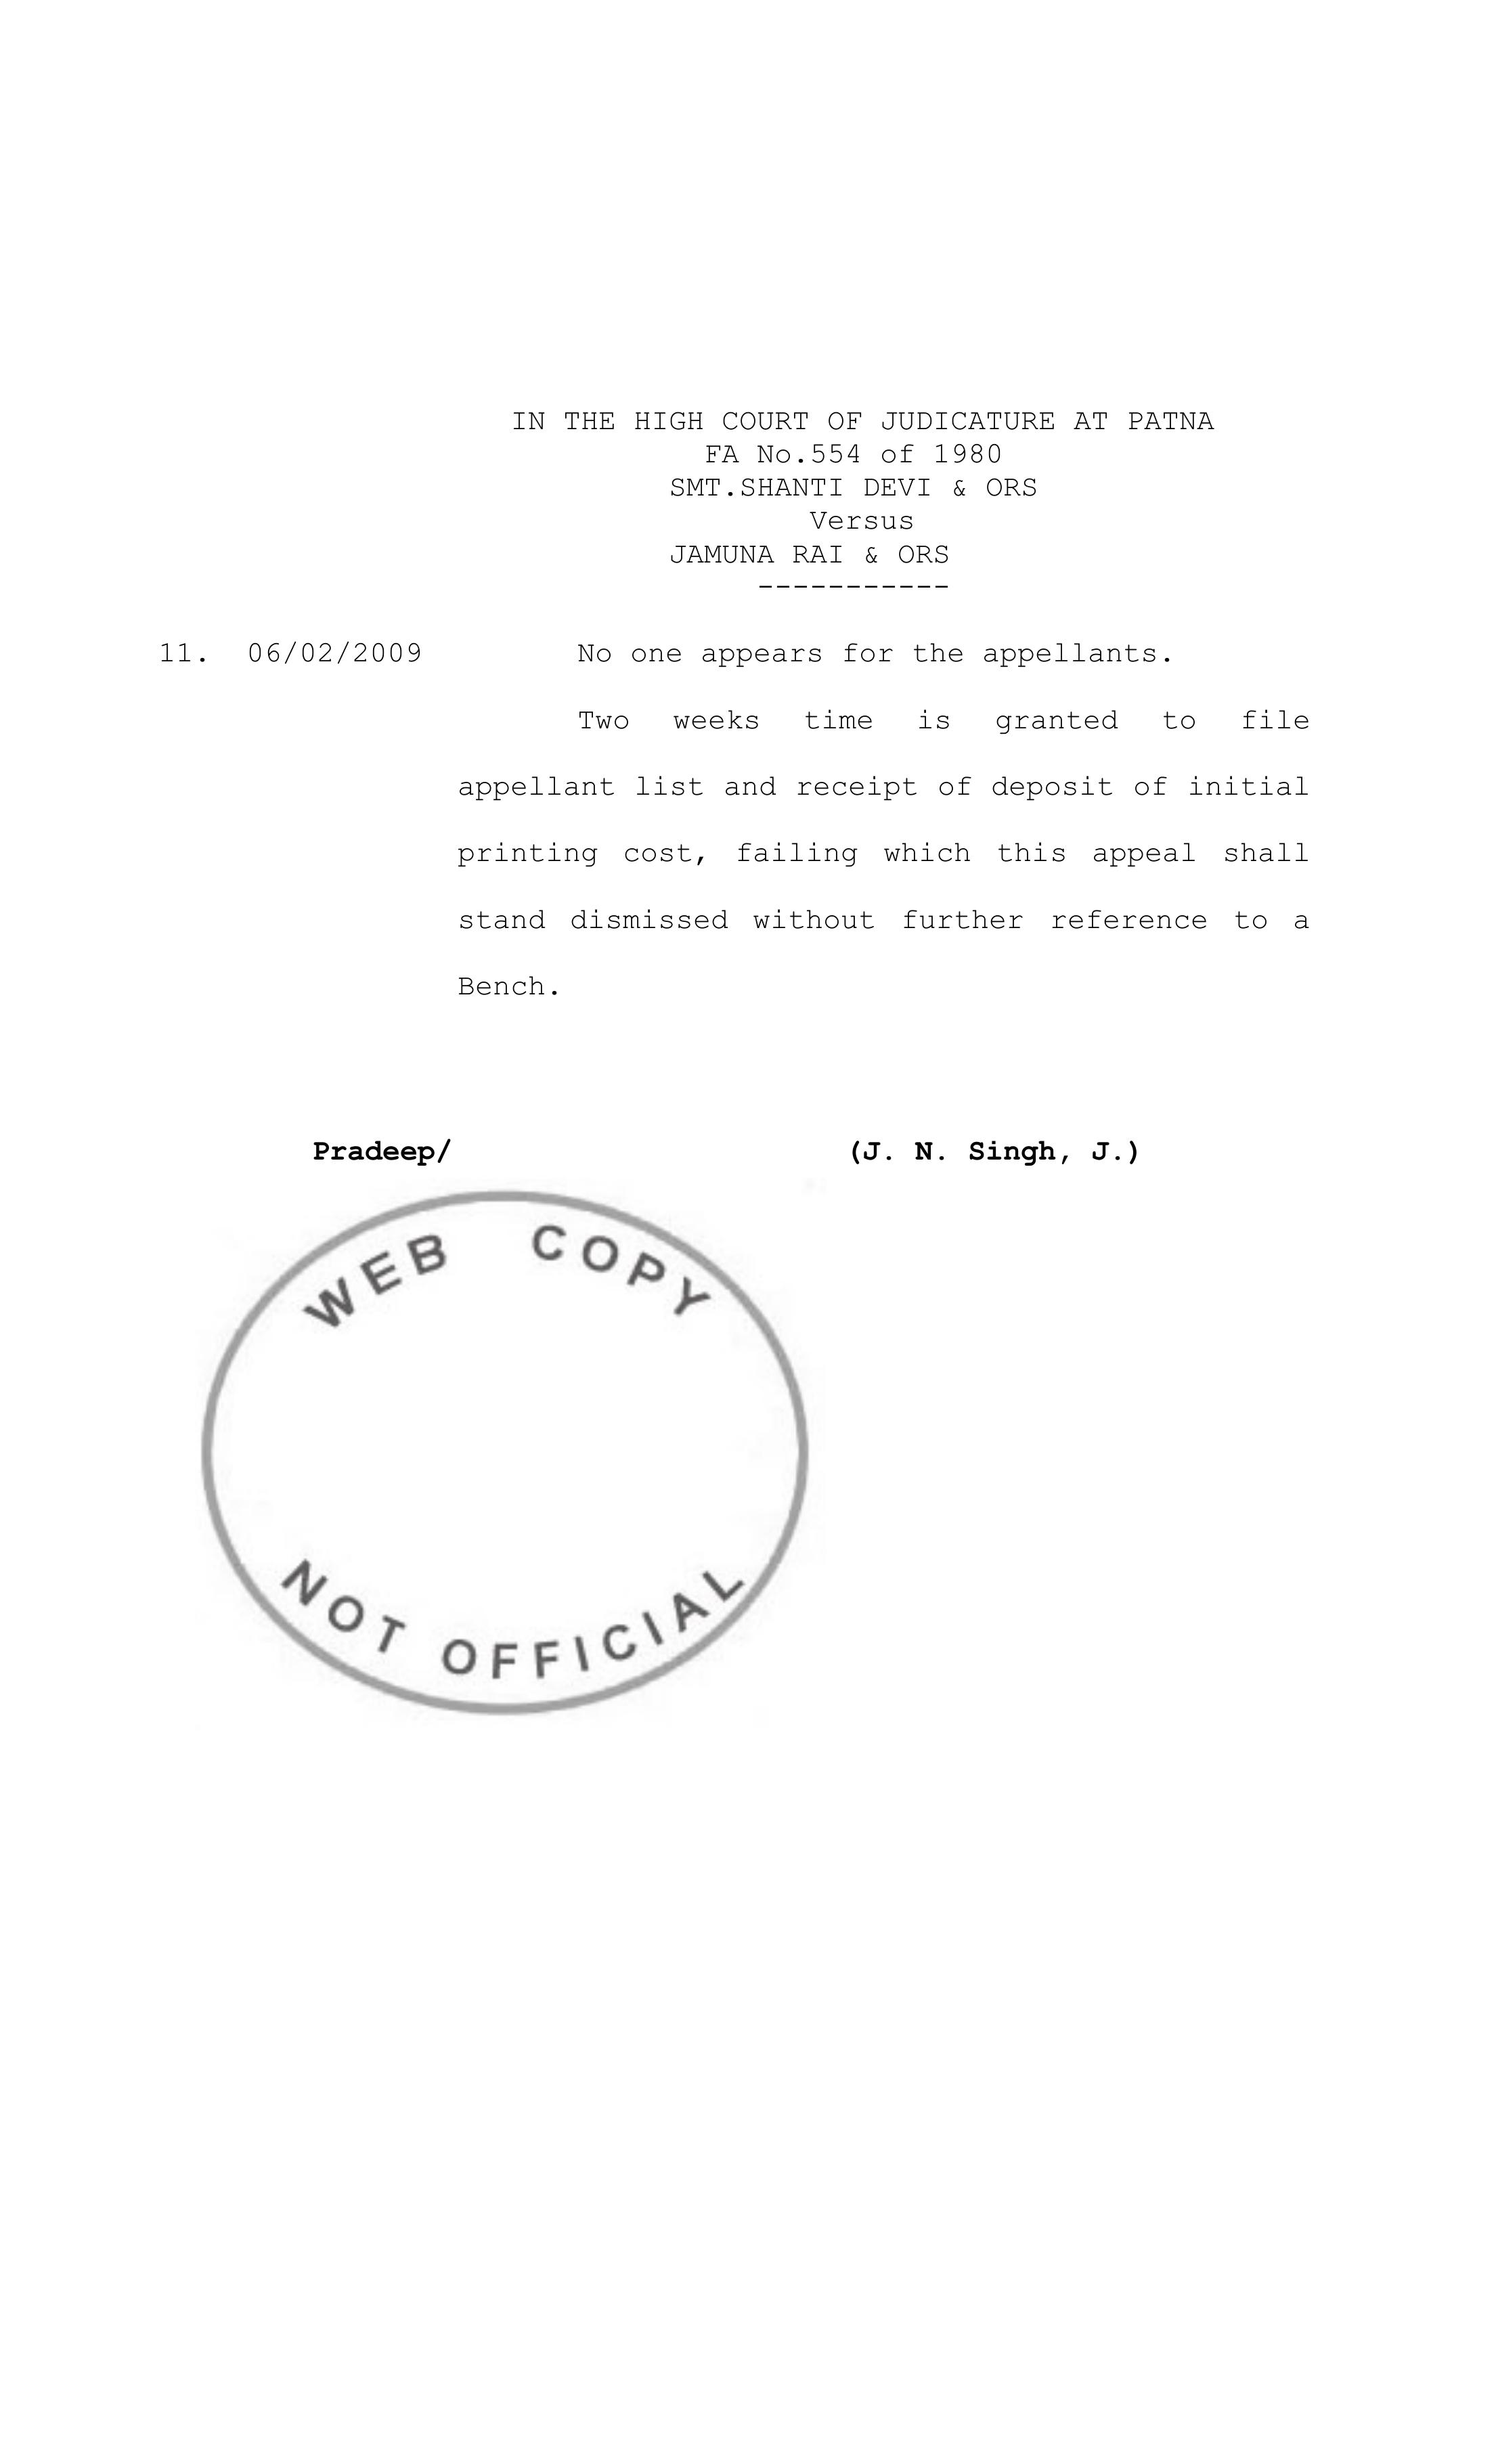 IN THE HIGH COURT OF JUDICATURE AT PATNA
FA No.554 of 1980
SMT.SHANTI DEVI & ORS
Versus
JAMUNA RAI & ORS
-----------
11. 06/02/2009 No one appears for the appellants.
Two weeks time is granted to file
appellant list and receipt of deposit of initial
printing cost, failing which this appeal shall
stand dismissed without further reference to a
Bench.
Pradeep/ (J. N. Singh, J.)
WEB COPY
NOT OFFICIAL